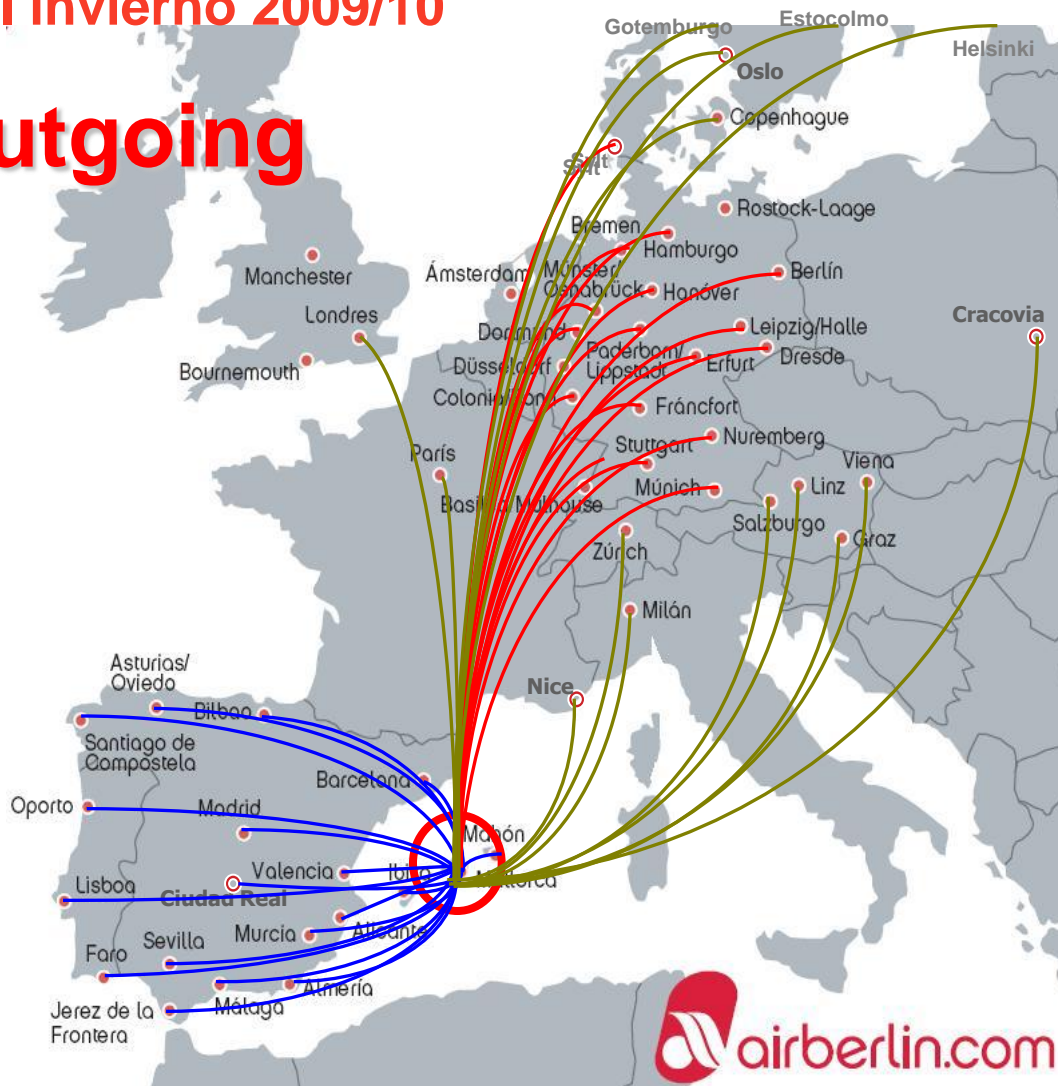 l invierno 2009/10
utgoing
Gotemburgo
Estocolmo
Helsinki
Oslo
Copenhague
Sylt
Rostock-Laage
Bremen
Hamburgo
Manchester
Ámsterdam
Münster/
Osnabrück
Hanóver
Berlín
Londres
Dortmund
Leipzig/Halle
Cracovia
Bournemouth
Düsseldorf
Paderborn/
Lippstadt
Erfurt
Dresde
Colonia/Bonn
Fráncfort
París
Stuttgart
Nuremberg
Viena
Basilea Mulhouse
Múnich
Linz
Salzburgo
Zúrich
Graz
Milán
Asturias/
Oviedo
Nice
Bilbao
Santiago de
Compostela
Barcelona
Oporto
Madrid
Mahón
Valencia
Ibiza
Mallorca
Lisboa
Ciudad Real
Faro
Sevilla
Murcia
Alicante
Jerez de la
Frontera
Málaga
Almería
airberlin.com